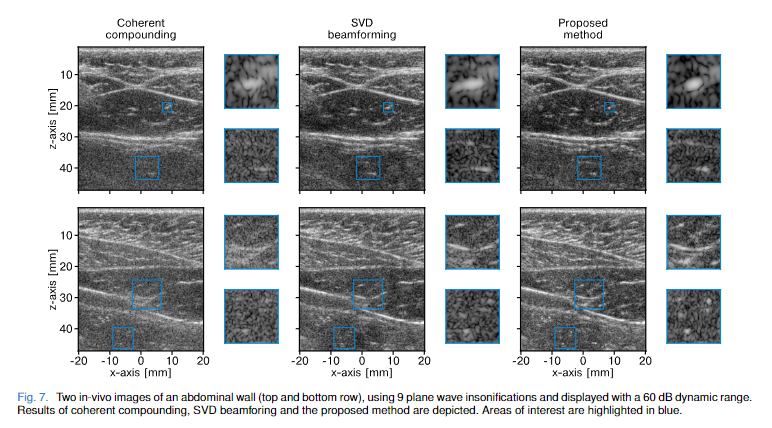 Coherent
compounding
SVD
beamforming
Proposed
method
10
20
30
40
z-axis [mm]
10
20
30
40
z-axis [mm]
-20 -10 0 10 20
x-axis [mm]
-20 -10 0 10 20
x-axis [mm]
-20 -10 0 10 20
x-axis [mm]
Fig. 7. Two in-vivo images of an abdominal wall (top and bottom row), using 9 plane wave insonifications and displayed with a 60 dB dynamic range.
Results of coherent compounding, SVD beamforing and the proposed method are depicted. Areas of interest are highlighted in blue.